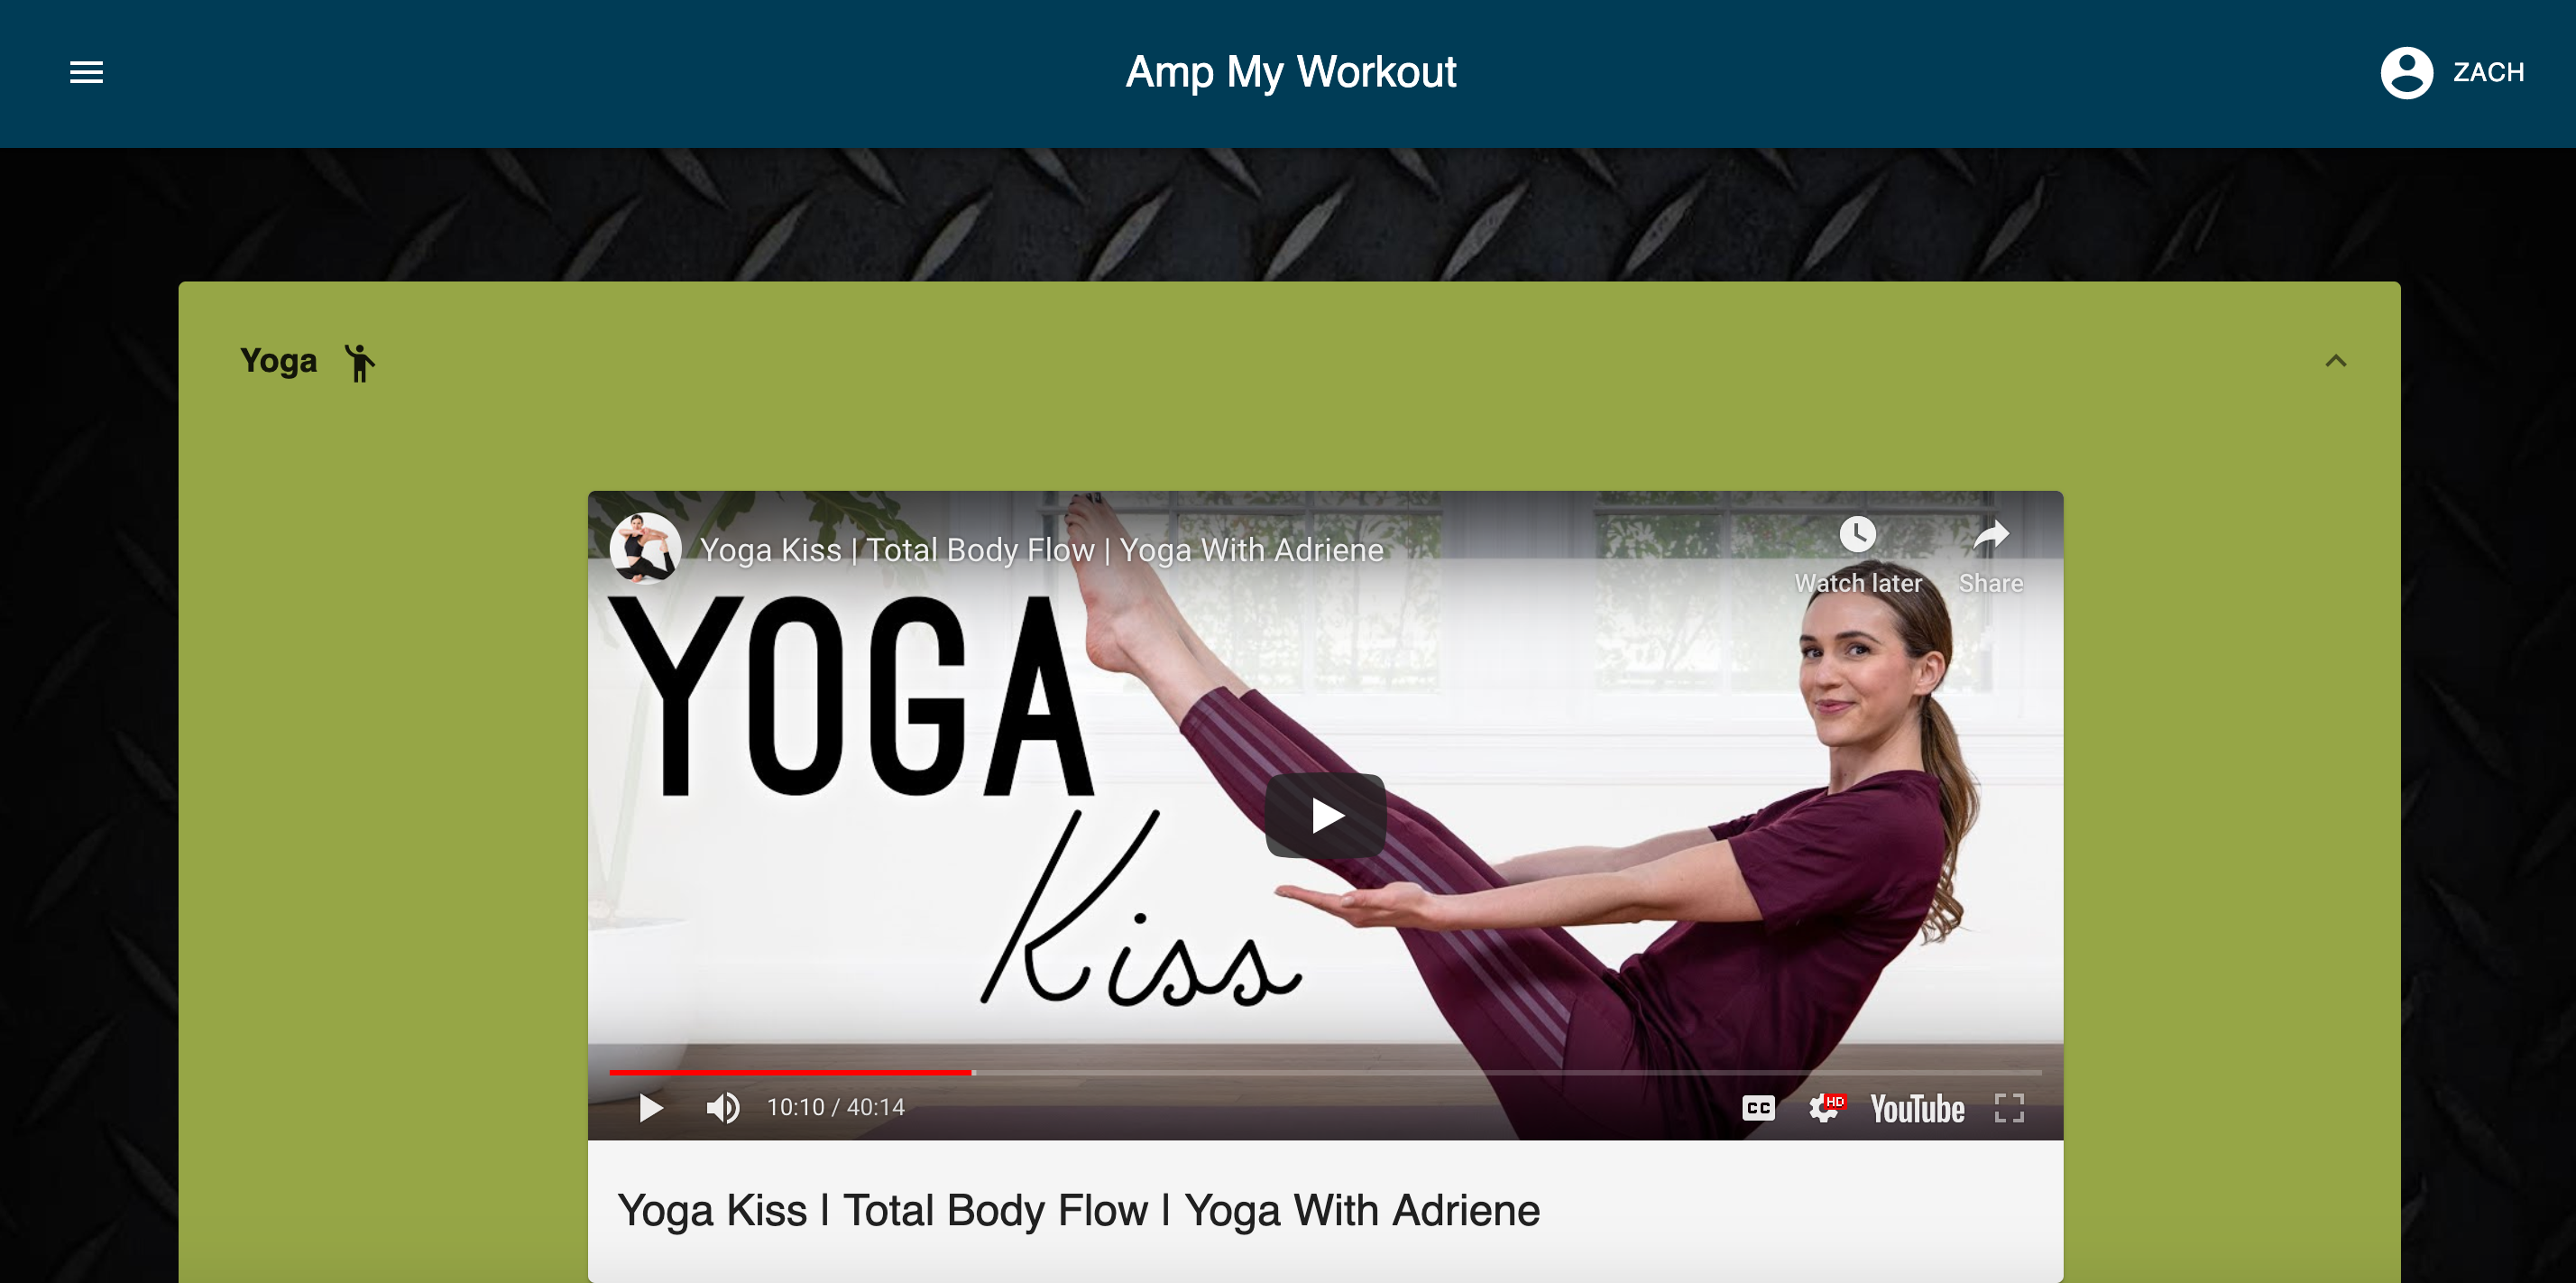 Amp My Workout
ZACH
Yoga
Yoga Kiss | Total Body Flow | Yoga With Adriene
Watch later
Share
YOGA
Kiss
10:10 / 40:14
CC
HD
YouTube
Yoga Kiss | Total Body Flow | Yoga With Adriene